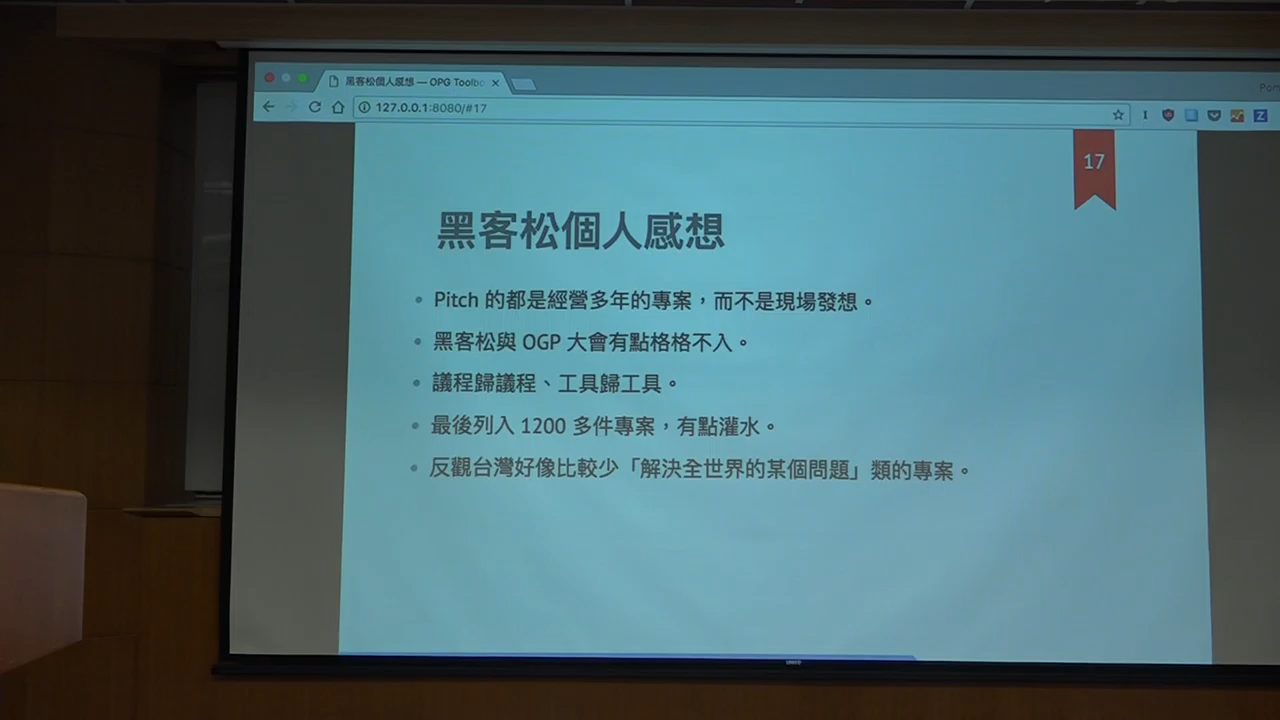 黑客松個人感想 — OPG Toolbo
127.0.0.1:8080/#17
17
黑客松個人感想
• Pitch 的都是經營多年的專案，而不是現場發想。
• 黑客松與 OGP 大會有點格格不入。
• 議程歸議程、工具歸工具。
• 最後列入 1200 多件專案，有點灌水。
• 反觀台灣好像比較少「解決全世界的某個問題」類的專案。